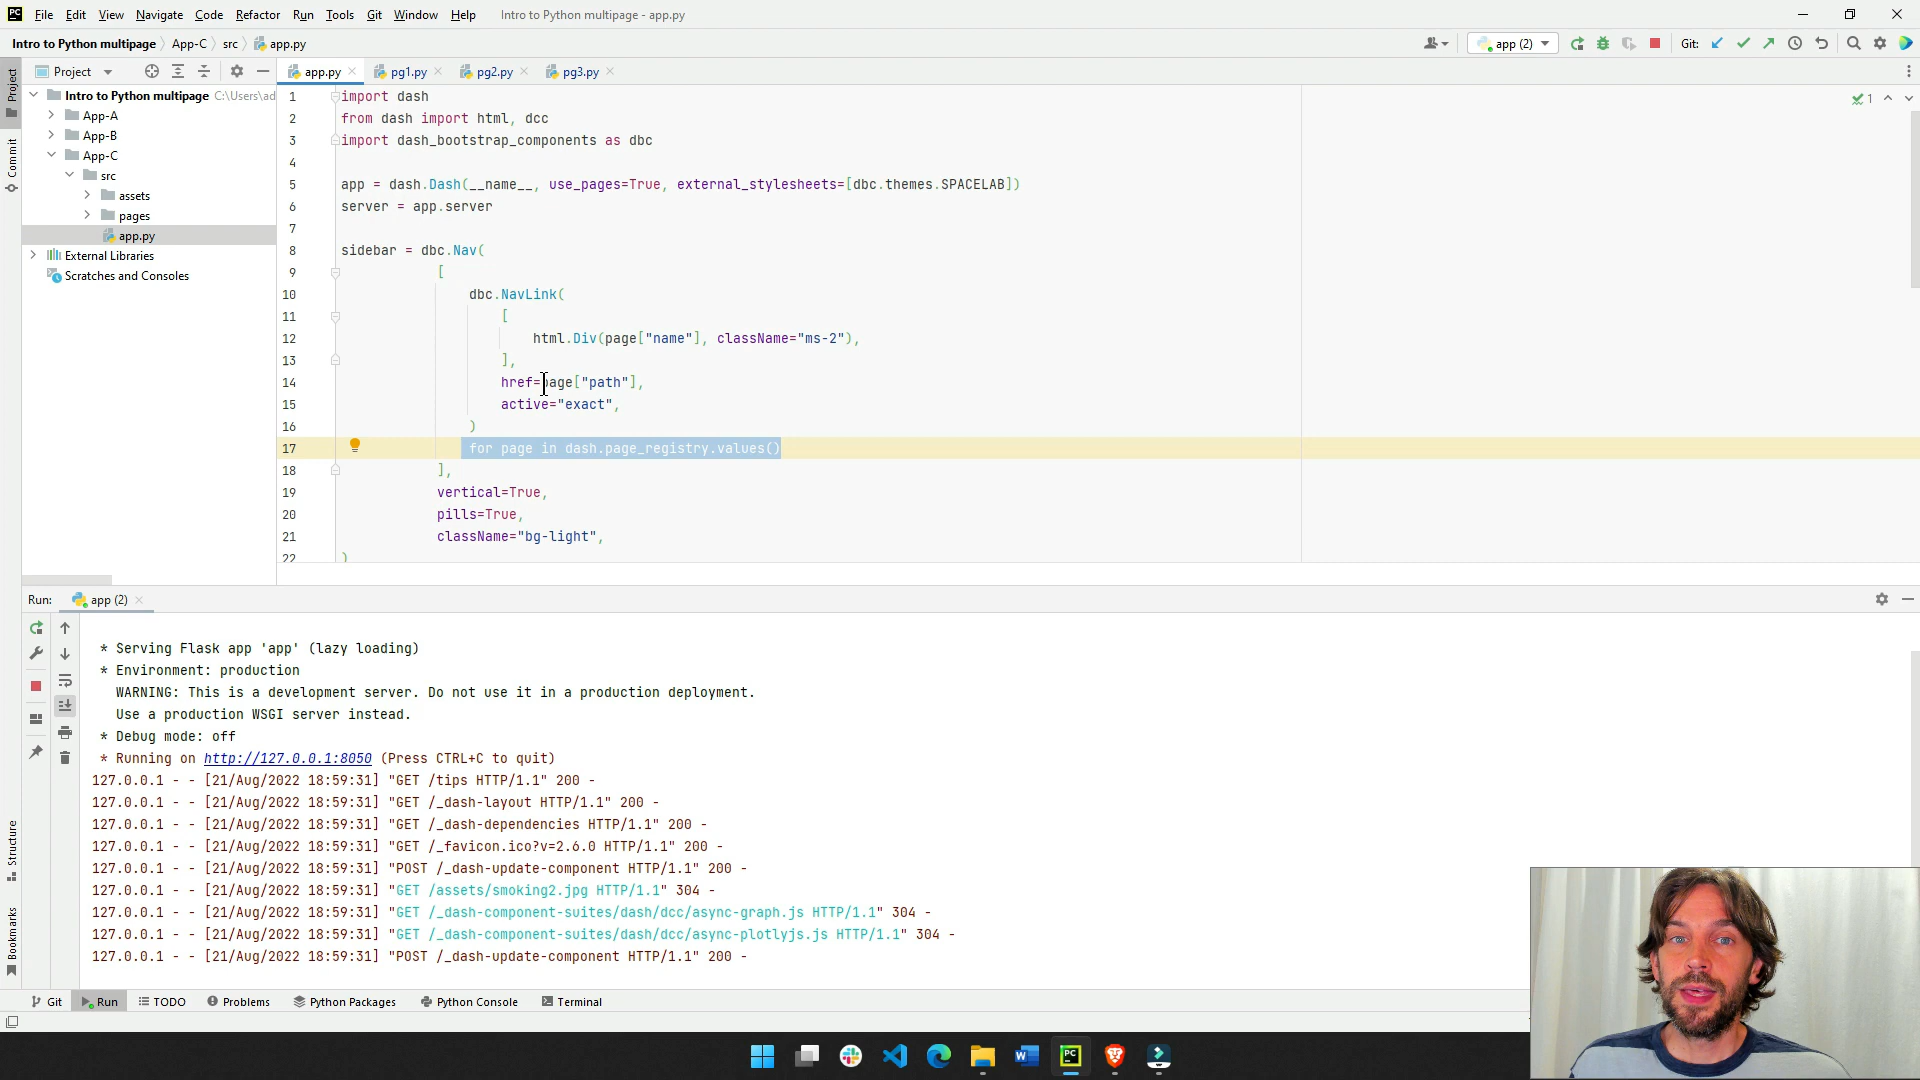 File Edit View Navigate Code Refactor Run Tools Git Window Help Intro to Python multipage - app.py
Intro to Python multipage App-C src app.py app (2) Git:
Project app.py pg1.py pg2.py pg3.py
Project
Commit
Structure
Bookmarks
Intro to Python multipage C:\Users\ad
App-A
App-B
App-C
src
assets
pages
app.py
External Libraries
Scratches and Consoles
1
1 import dash
2 from dash import html, dcc
3 import dash_bootstrap_components as dbc
4
5 app = dash.Dash(__name__, use_pages=True, external_stylesheets=[dbc.themes.SPACELAB])
6 server = app.server
7
8 sidebar = dbc.Nav(
9 [
10 dbc.NavLink(
11 [
12 html.Div(page["name"], className="ms-2"),
13 ],
14 href=page["path"],
15 active="exact",
16 )
17 for page in dash.page_registry.values()
18 ],
19 vertical=True,
20 pills=True,
21 className="bg-light",
22 )
Run: app (2)
* Serving Flask app 'app' (lazy loading)
* Environment: production
WARNING: This is a development server. Do not use it in a production deployment.
Use a production WSGI server instead.
* Debug mode: off
* Running on http://127.0.0.1:8050 (Press CTRL+C to quit)
127.0.0.1 - - [21/Aug/2022 18:59:31] "GET /tips HTTP/1.1" 200 -
127.0.0.1 - - [21/Aug/2022 18:59:31] "GET /_dash-layout HTTP/1.1" 200 -
127.0.0.1 - - [21/Aug/2022 18:59:31] "GET /_dash-dependencies HTTP/1.1" 200 -
127.0.0.1 - - [21/Aug/2022 18:59:31] "GET /_favicon.ico?v=2.6.0 HTTP/1.1" 200 -
127.0.0.1 - - [21/Aug/2022 18:59:31] "POST /_dash-update-component HTTP/1.1" 200 -
127.0.0.1 - - [21/Aug/2022 18:59:31] "GET /assets/smoking2.jpg HTTP/1.1" 304 -
127.0.0.1 - - [21/Aug/2022 18:59:31] "GET /_dash-component-suites/dash/dcc/async-graph.js HTTP/1.1" 304 -
127.0.0.1 - - [21/Aug/2022 18:59:31] "GET /_dash-component-suites/dash/dcc/async-plotlyjs.js HTTP/1.1" 304 -
127.0.0.1 - - [21/Aug/2022 18:59:31] "POST /_dash-update-component HTTP/1.1" 200 -
Git Run TODO Problems Python Packages Python Console Terminal